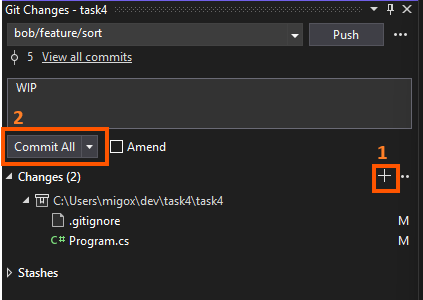 Git Changes - task4
bob/feature/sort
Push
5 View all commits
WIP
2
Commit All
Amend
1
Changes (2)
C:\Users\migox\dev\task4\task4
.gitignore M
C# Program.cs M
Stashes